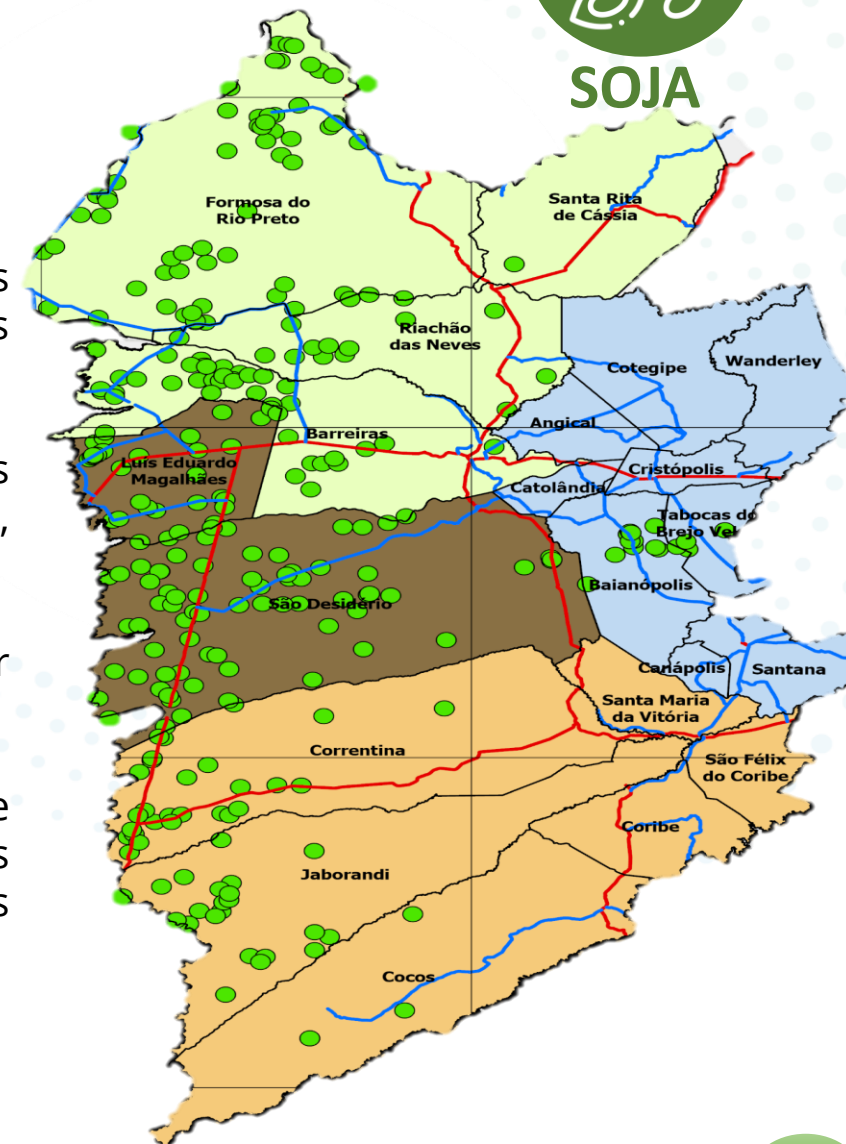 SOJA
Formosa do
Rio Preto
Santa Rita
de Cássia
Riachão
das Neves
Cotegipe
Wanderley
Angical
Barreiras
Luís Eduardo
Magalhães
Cristópolis
Catolândia
Tabocas do
Brejo Vel
Baianópolis
São Desidério
Canápolis
Santana
Santa Maria
da Vitória
Correntina
São Félix
do Coribe
Coribe
Jaborandi
Cocos